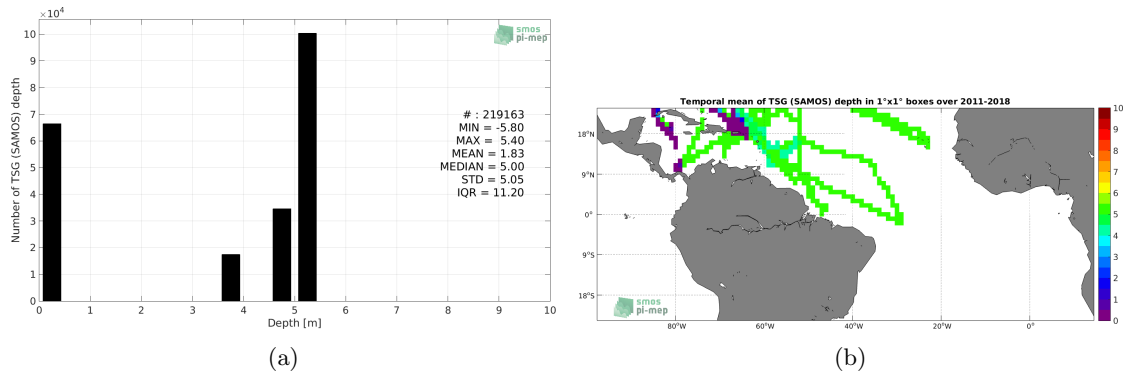 ×10⁴
smos
pi-mep
10
9
8
7
6
5
4
3
2
1
0
Number of TSG (SAMOS) depth
# : 219163
MIN = -5.80
MAX = 5.40
MEAN = 1.83
MEDIAN = 5.00
STD = 5.05
IQR = 11.20
0 1 2 3 4 5 6 7 8 9 10
Depth [m]
(a)
Temporal mean of TSG (SAMOS) depth in 1°x1° boxes over 2011-2018
18°N
9°N
0°
9°S
18°S
80°W 60°W 40°W 20°W 0°
smos
pi-mep
10
9
8
7
6
5
4
3
2
1
0
(b)